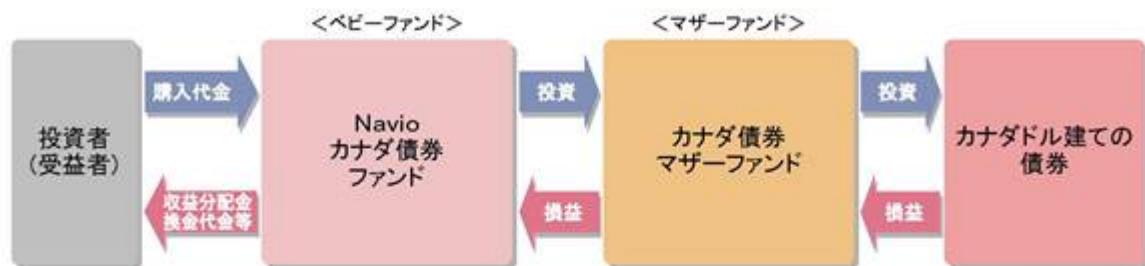 ＜ベビーファンド＞
＜マザーファンド＞
投資者
(受益者)
購入代金
収益分配金
換金代金等
Navio
カナダ債券
ファンド
投資
損益
カナダ債券
マザーファンド
投資
損益
カナダドル建ての
債券